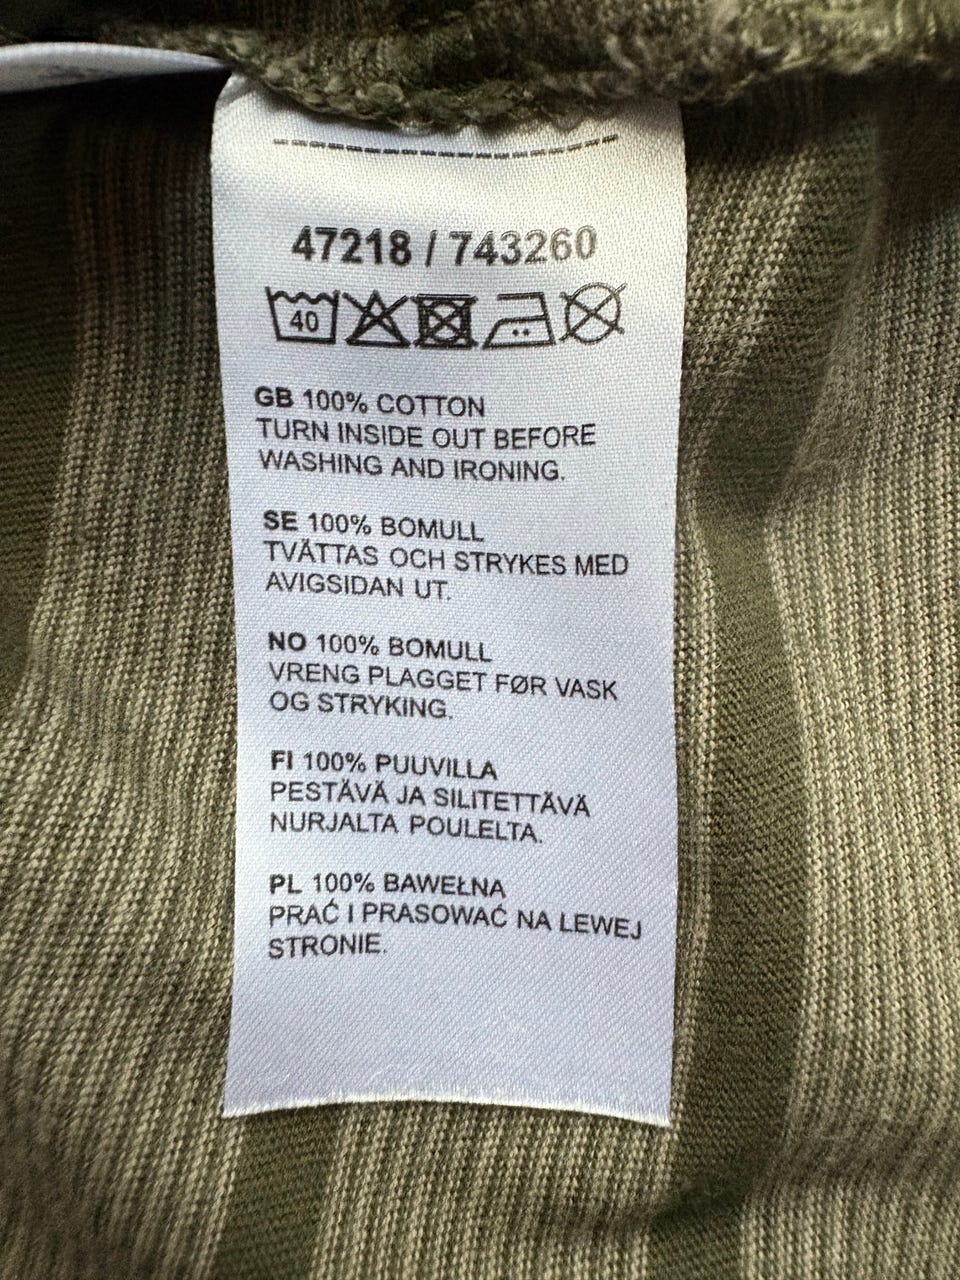 47218 / 743260
40
GB 100% COTTON
TURN INSIDE OUT BEFORE
WASHING AND IRONING.
SE 100% BOMULL
TVÄTTAS OCH STRYKES MED
AVIGSIDAN UT.
NO 100% BOMULL
VRENG PLAGGET FØR VASK
OG STRYKING.
FI 100% PUUVILLA
PESTÄVÄ JA SILITETTÄVÄ
NURJALTA POULELTA.
PL 100% BAWEŁNA
PRAĆ I PRASOWAĆ NA LEWEJ
STRONIE.